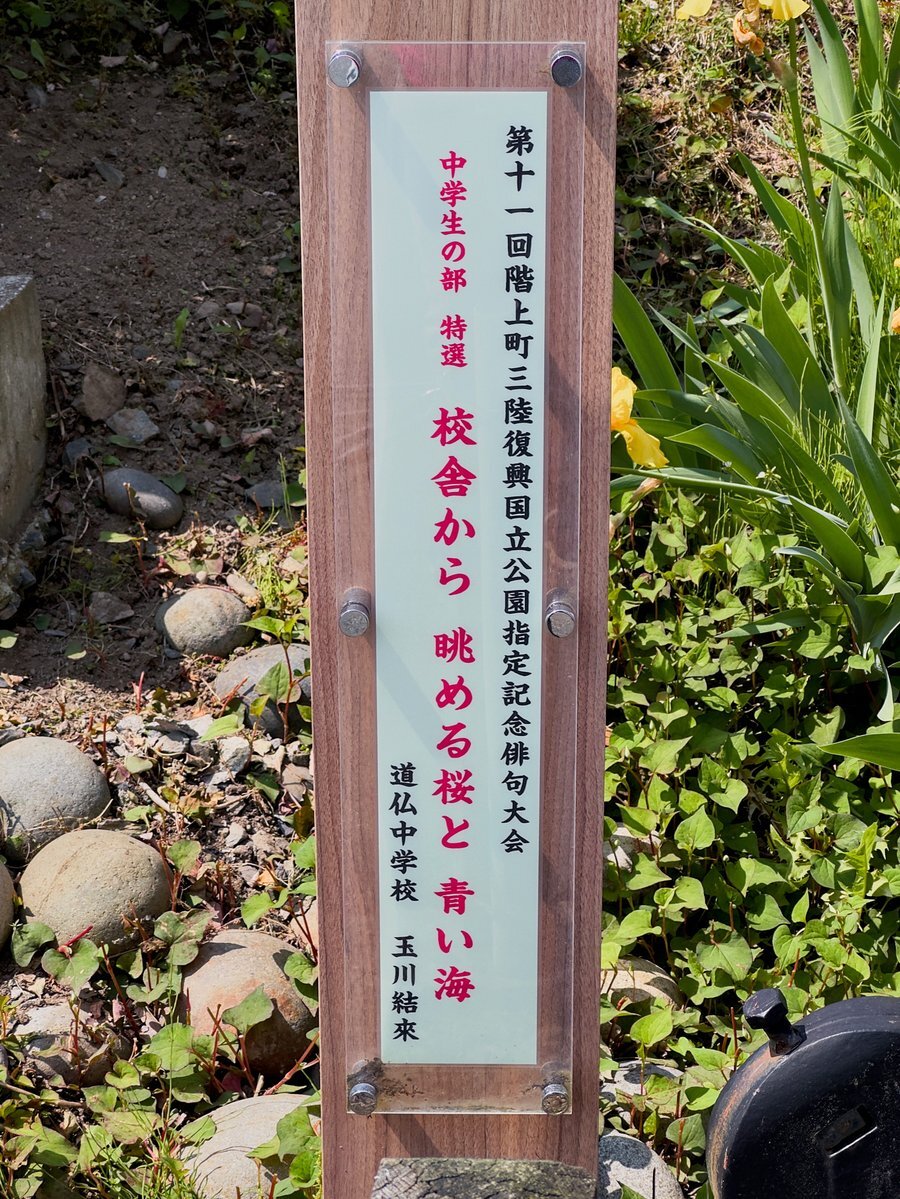 第十一回階上町三陸復興国立公園指定記念俳句大会
中学生の部 特選 校舎から 眺める桜と 青い海
道仏中学校 玉川結來